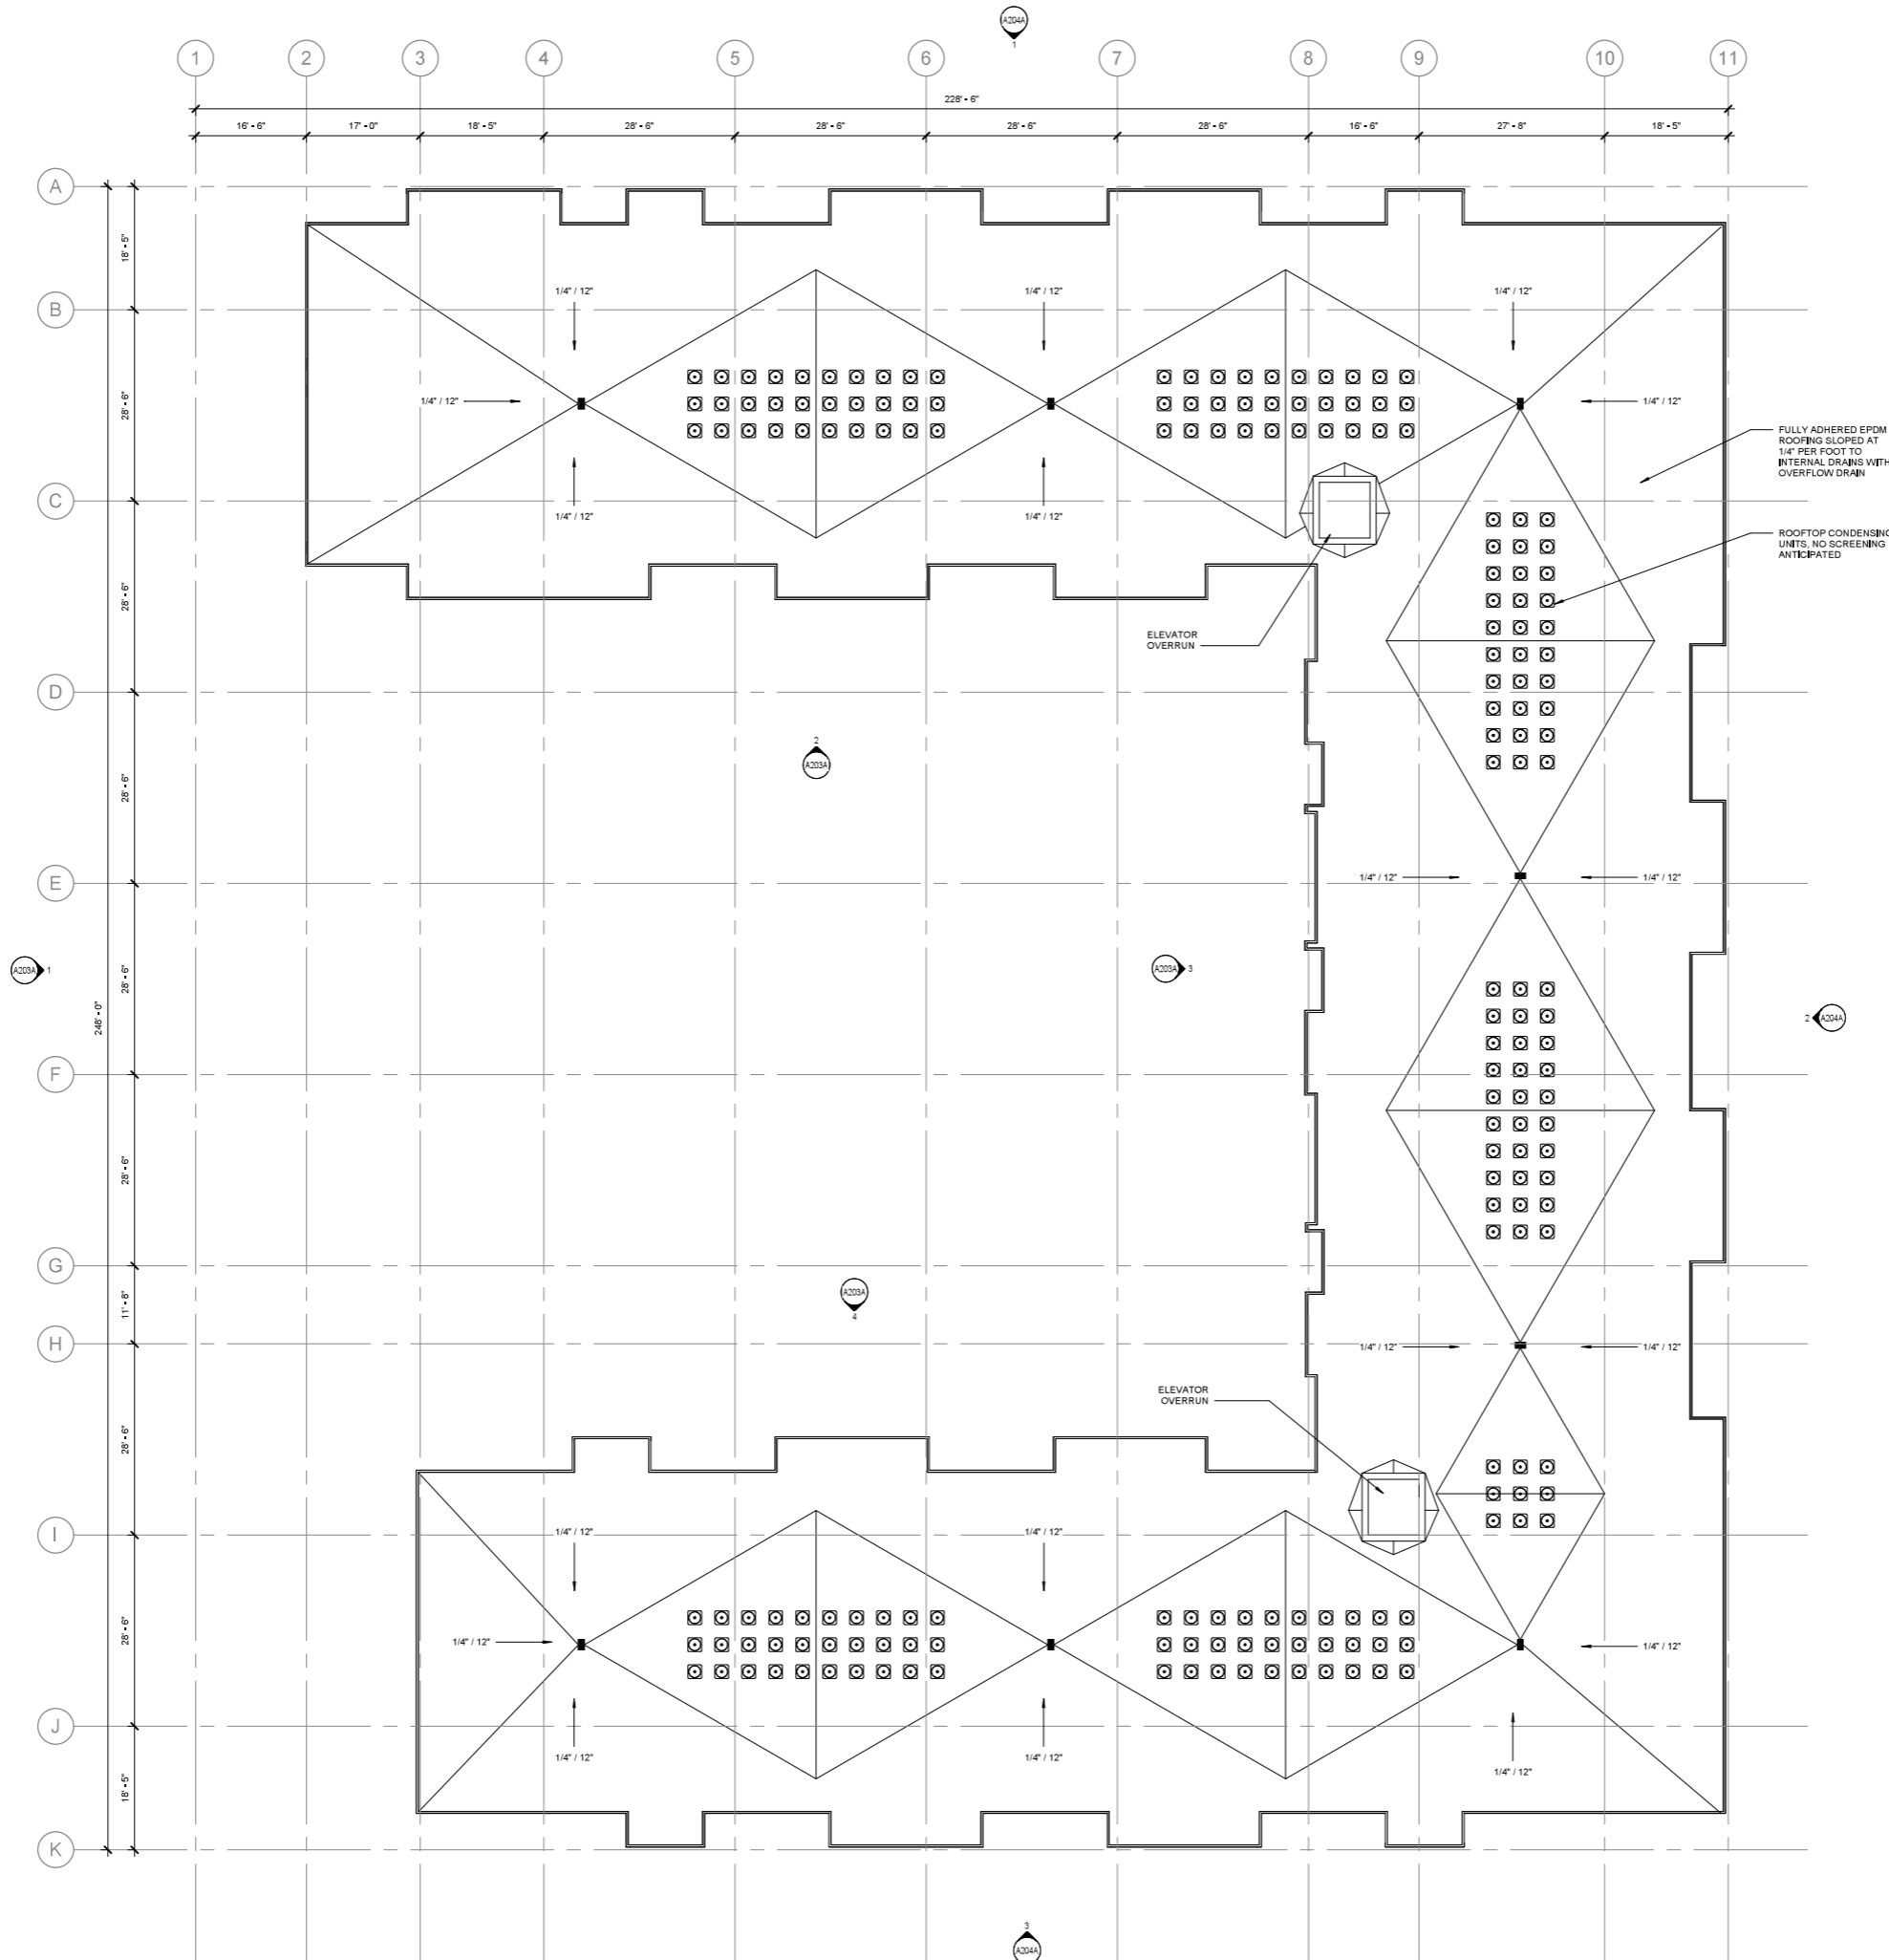 A204A
1
1 2 3 4 5 6 7 8 9 10 11
228' - 6"
16' - 6" 17' - 0" 18' - 5" 28' - 6" 28' - 6" 28' - 6" 28' - 6" 16' - 6" 27' - 8" 18' - 5"
A
18' - 5"
B
1/4" / 12" 1/4" / 12" 1/4" / 12"
28' - 6"
1/4" / 12" 1/4" / 12"
FULLY ADHERED EPDM
ROOFING SLOPED AT
1/4" PER FOOT TO
INTERNAL DRAINS WITH
OVERFLOW DRAIN
C
1/4" / 12" 1/4" / 12"
ROOFTOP CONDENSING
UNITS, NO SCREENING
ANTICIPATED
28' - 6"
ELEVATOR
OVERRUN
D
2
A203A
28' - 6"
E
1/4" / 12" 1/4" / 12"
A203A 1
28' - 6"
A203A 3
248' - 0"
2 A204A
F
28' - 6"
G
11' - 8"
A203A
4
H
1/4" / 12" 1/4" / 12"
ELEVATOR
OVERRUN
28' - 6"
I
1/4" / 12" 1/4" / 12"
28' - 6"
1/4" / 12" 1/4" / 12"
J
1/4" / 12" 1/4" / 12" 1/4" / 12"
18' - 5"
K
3
A204A